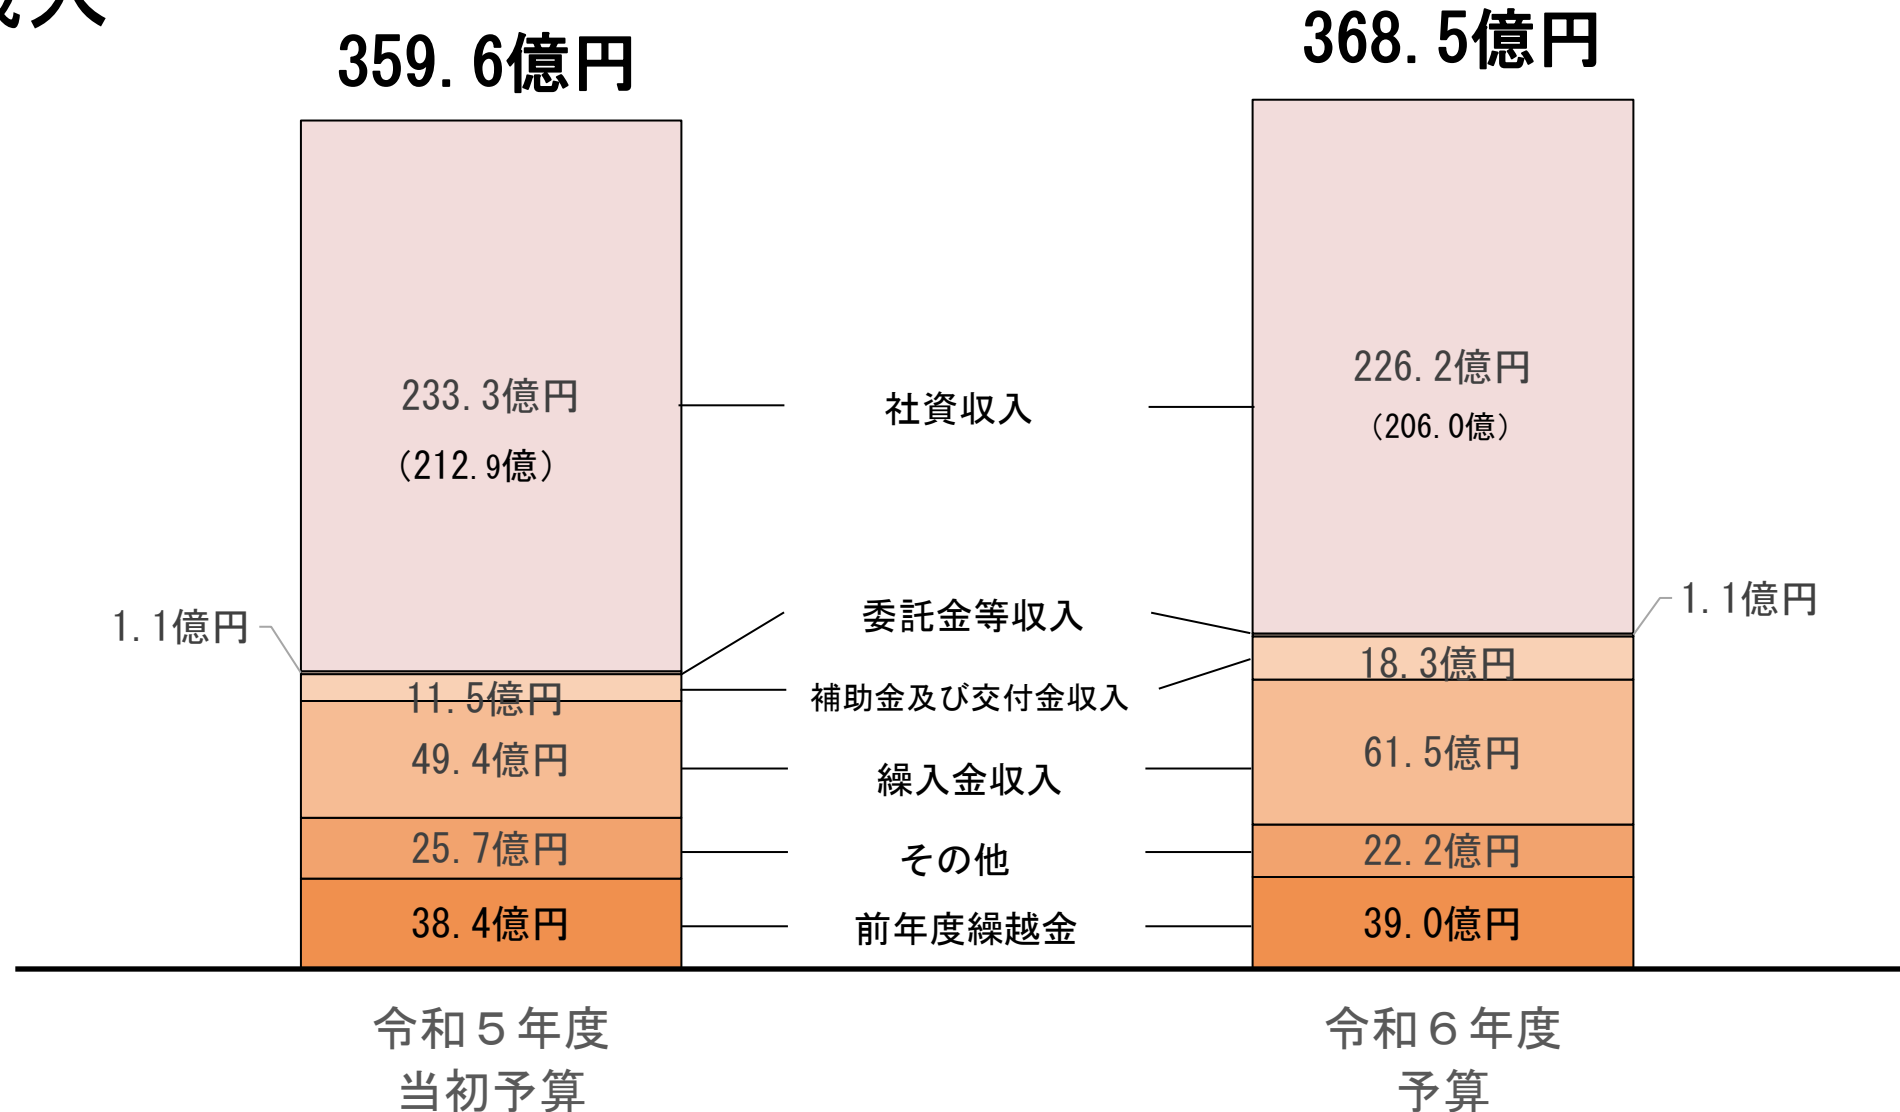 入
359.6億円
368.5億円
233.3億円
(212.9億)
社資収入
226.2億円
(206.0億)
1.1億円
委託金等収入
1.1億円
11.5億円
補助金及び交付金収入
18.3億円
49.4億円
繰入金収入
61.5億円
25.7億円
その他
22.2億円
38.4億円
前年度繰越金
39.0億円
令和５年度
当初予算
令和６年度
予算